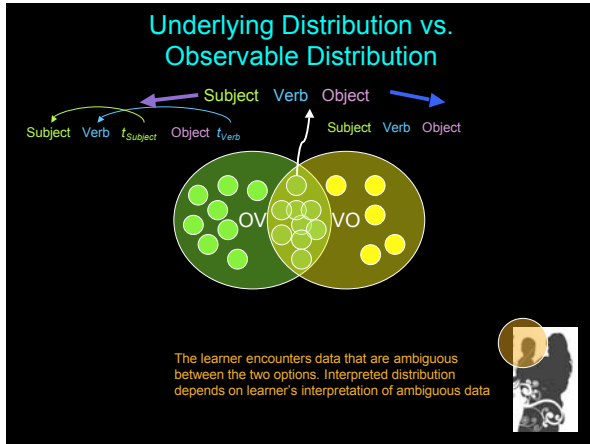 Underlying Distribution vs.
Observable Distribution
Subject Verb Object
Subject Verb tSubject Object tVerb
Subject Verb Object
OV VO
The learner encounters data that are ambiguous
between the two options. Interpreted distribution
depends on learner's interpretation of ambiguous data